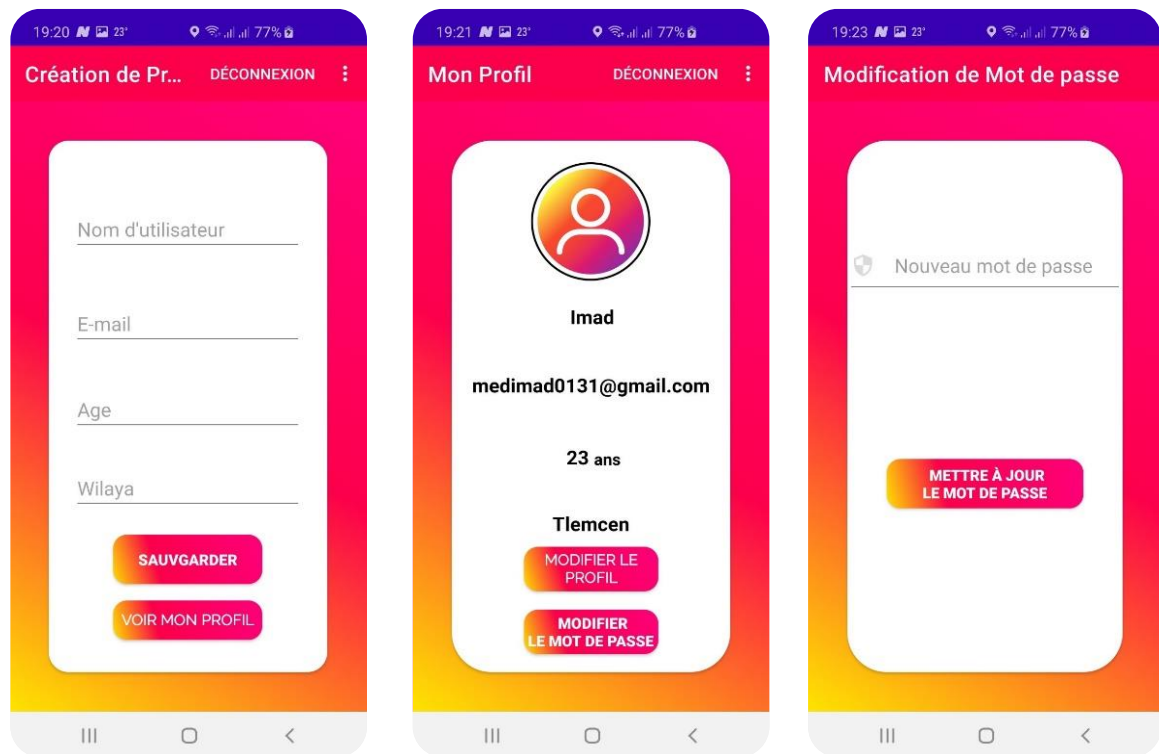 19:20 N 23°
77%
Création de Pr...
DÉCONNEXION
Nom d'utilisateur
E-mail
Age
Wilaya
SAUVGARDER
VOIR MON PROFIL
19:21 N 23°
77%
Mon Profil
DÉCONNEXION
Imad
medimad0131@gmail.com
23 ans
Tlemcen
MODIFIER LE
PROFIL
MODIFIER
LE MOT DE PASSE
19:23 N 23°
77%
Modification de Mot de passe
Nouveau mot de passe
METTRE À JOUR
LE MOT DE PASSE